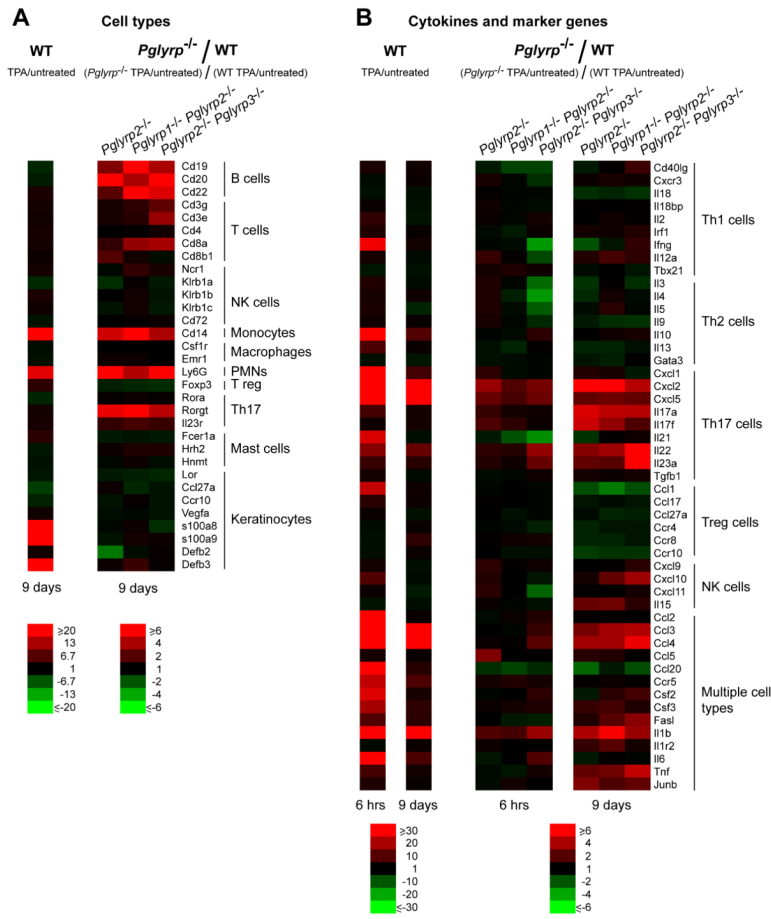 A Cell types
WT
TPA/untreated
Pglyrp-/- / WT
(Pglyrp-/- TPA/untreated) / (WT TPA/untreated)
Pglyrp2-/-
Pglyrp1-/- Pglyrp2-/-
Pglyrp2-/- Pglyrp3-/-
Cd19
Cd20
Cd22
B cells
Cd3g
Cd3e
Cd4
Cd8a
Cd8b1
T cells
Ncr1
Klrb1a
Klrb1b
Klrb1c
Cd72
NK cells
Cd14
Monocytes
Csf1r
Emr1
Macrophages
Ly6G
PMNs
Foxp3
T reg
Rora
Rorgt
Il23r
Th17
Fcer1a
Hrh2
Hnmt
Mast cells
Lor
Ccl27a
Ccr10
Vegfa
s100a8
s100a9
Defb2
Defb3
Keratinocytes
9 days
9 days
≥20
13
6.7
1
-6.7
-13
≤-20
≥6
4
2
1
-2
-4
≤-6
B Cytokines and marker genes
WT
TPA/untreated
Pglyrp-/- / WT
(Pglyrp-/- TPA/untreated) / (WT TPA/untreated)
Pglyrp2-/-
Pglyrp1-/- Pglyrp2-/-
Pglyrp2-/- Pglyrp3-/-
Pglyrp2-/-
Pglyrp1-/- Pglyrp2-/-
Pglyrp2-/- Pglyrp3-/-
Cd40lg
Cxcr3
Il18
Il18bp
Il2
Irf1
Ifng
Il12a
Tbx21
Th1 cells
Il3
Il4
Il5
Il9
Il10
Il13
Gata3
Th2 cells
Cxcl1
Cxcl2
Cxcl5
Il17a
Il17f
Il21
Il22
Il23a
Tgfb1
Th17 cells
Ccl1
Ccl17
Ccl27a
Ccr4
Ccr8
Ccr10
Treg cells
Cxcl9
Cxcl10
Cxcl11
Il15
NK cells
Ccl2
Ccl3
Ccl4
Ccl5
Ccl20
Ccr5
Csf2
Csf3
Fasl
Il1b
Il1r2
Il6
Tnf
Junb
Multiple cell
types
6 hrs
9 days
6 hrs
9 days
≥30
20
10
1
-10
-20
≤-30
≥6
4
2
1
-2
-4
≤-6